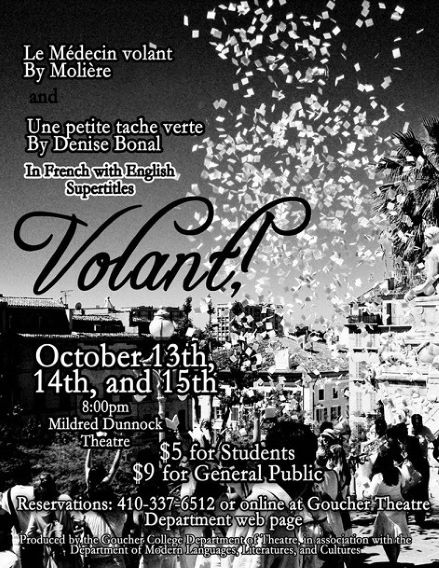 Le Médecin volant
By Molière
and
Une petite tache verte
By Denise Bonal
In French with English
Supertitles
Volant!
October 13th,
14th, and 15th
8:00pm
Mildred Dunnock
Theatre
$5 for Students
$9 for General Public
Reservations: 410-337-6512 or online at Goucher Theatre
Department web page
Produced by the Goucher College Department of Theatre, in association with the
Department of Modern Languages, Literatures, and Cultures